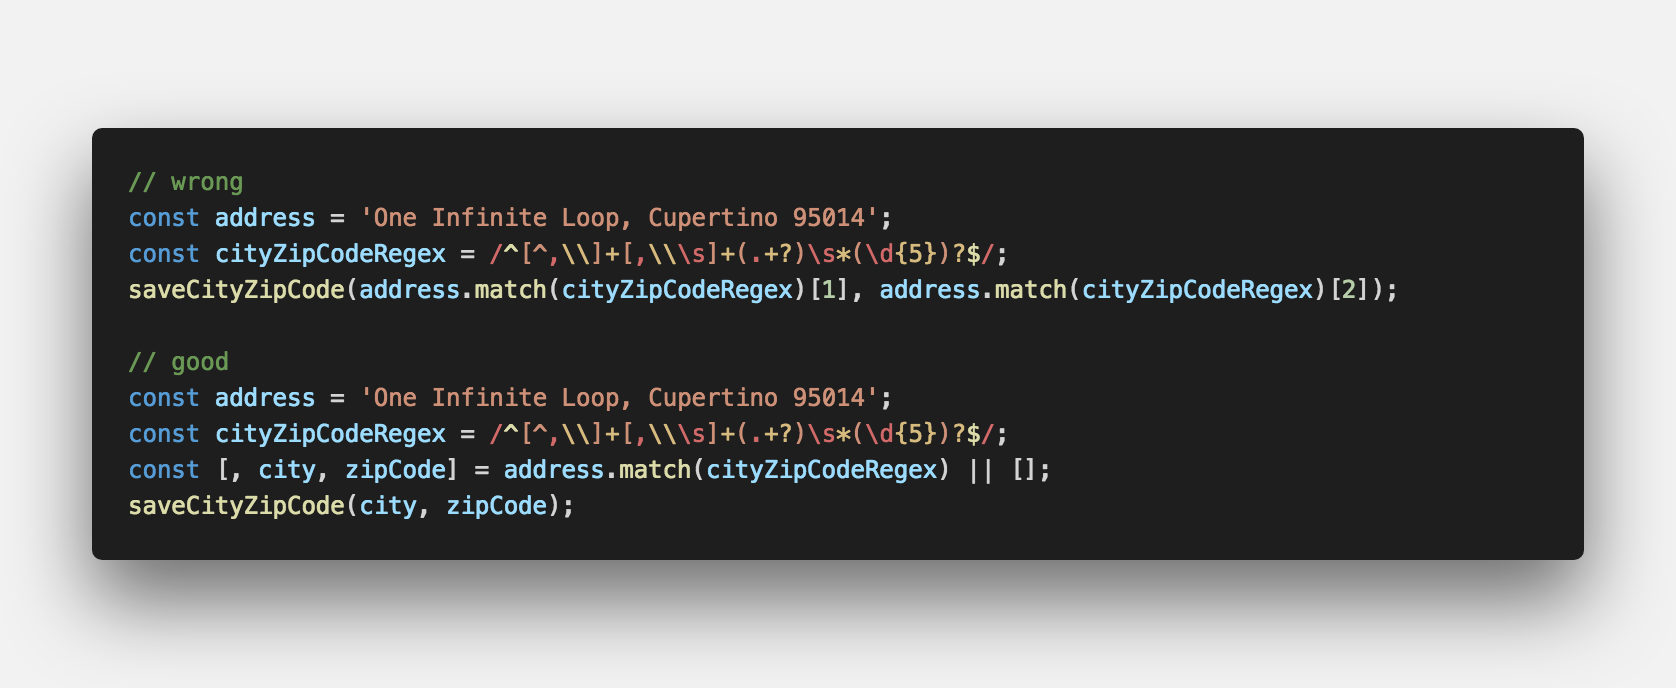 // wrong
const address = 'One Infinite Loop, Cupertino 95014';
const cityZipCodeRegex = /^[^,\\]+[,\\\s]+(.+?)\s*(\d{5})?$/;
saveCityZipCode(address.match(cityZipCodeRegex)[1], address.match(cityZipCodeRegex)[2]);

// good
const address = 'One Infinite Loop, Cupertino 95014';
const cityZipCodeRegex = /^[^,\\]+[,\\\s]+(.+?)\s*(\d{5})?$/;
const [, city, zipCode] = address.match(cityZipCodeRegex) || [];
saveCityZipCode(city, zipCode);